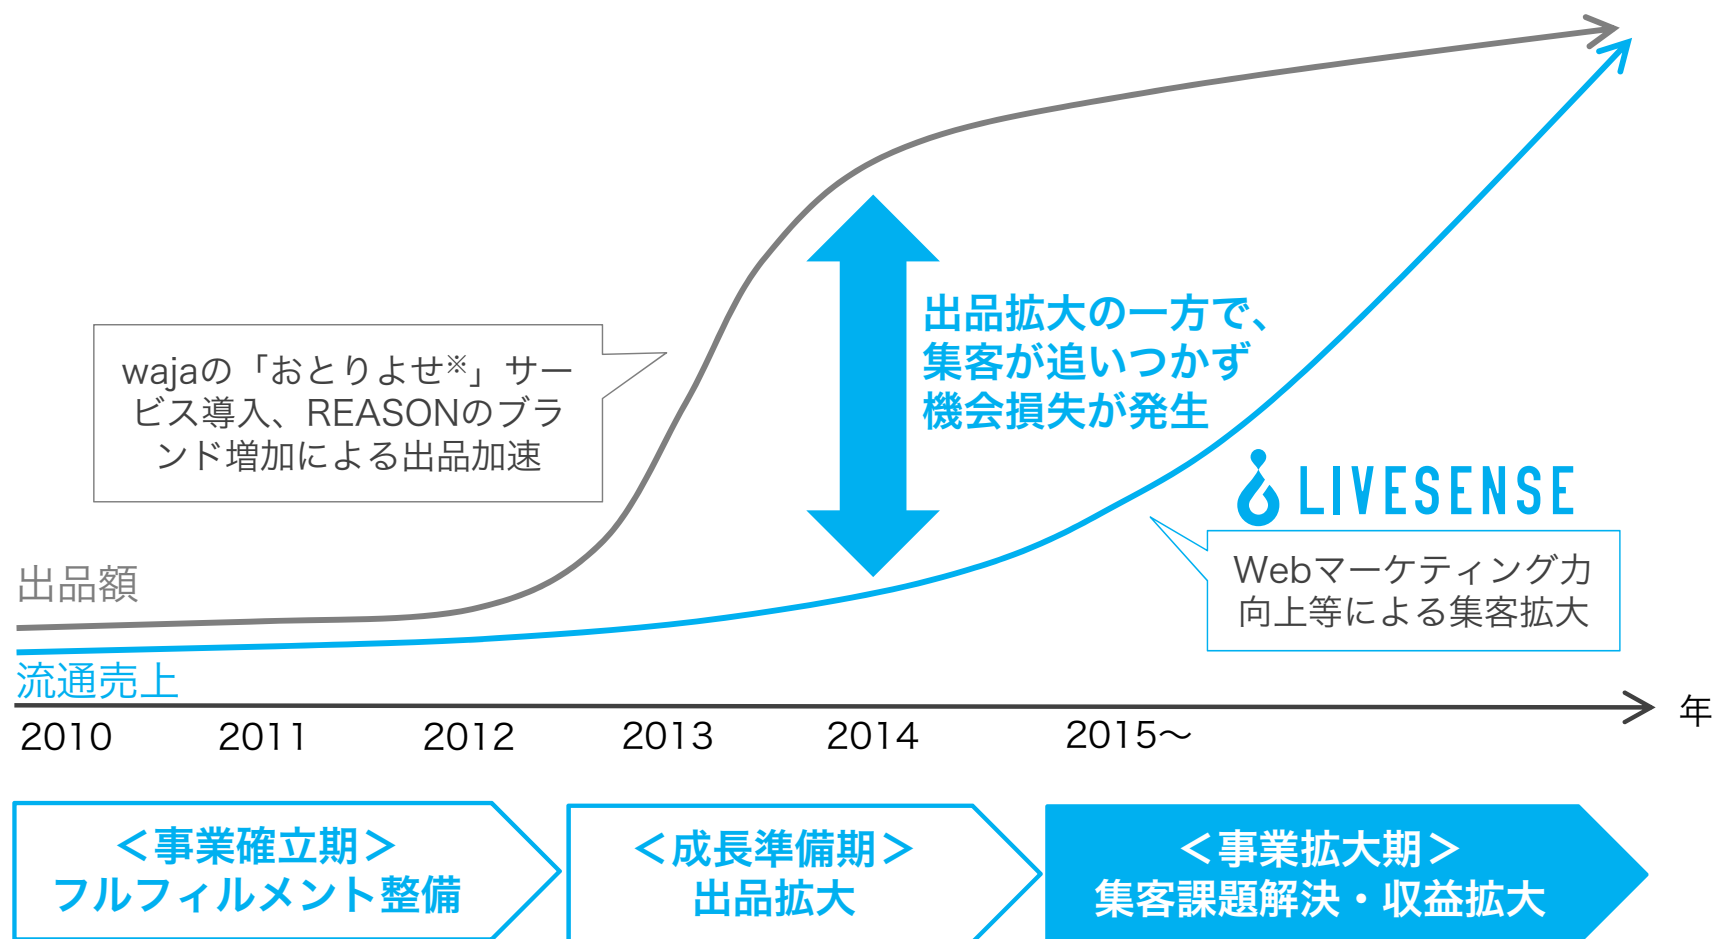 wajaの「おとりよせ※」サー
ビス導入、REASONのブラ
ンド増加による出品加速
出品拡大の一方で、
集客が追いつかず
機会損失が発生
LIVESENSE
Webマーケティング力
向上等による集客拡大
出品額
流通売上
年
2010 2011 2012 2013 2014 2015〜
＜事業確立期＞
フルフィルメント整備
＜成長準備期＞
出品拡大
＜事業拡大期＞
集客課題解決・収益拡大